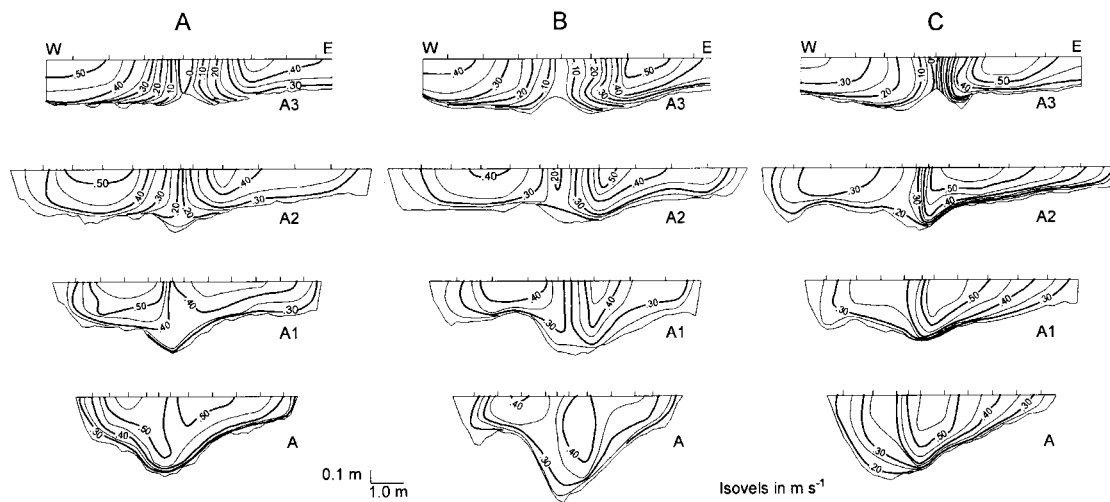 A B C
W E W E W E
.50 .40 .30 .20 .10 0 .10 .20 .40 .30
.40 .30 .20 .10 .10 .20 .30 .40 .50
.30 .20 .10 0 .40 .50
A3 A3 A3
.50 .40 .30 .20 .20 .40 .30
.40 .20 .30 .50 .40 .30
.30 .20 .30 .50 .40
A2 A2 A2
.50 .40 .40 .30
.40 .30 .40 .30
.30 .50 .40 .30
A1 A1 A1
.30 .40 .50 .50
.40 .30 .40
.20 .50 .40 .30
A A A
0.1 m
1.0 m
Isovels in m s-1